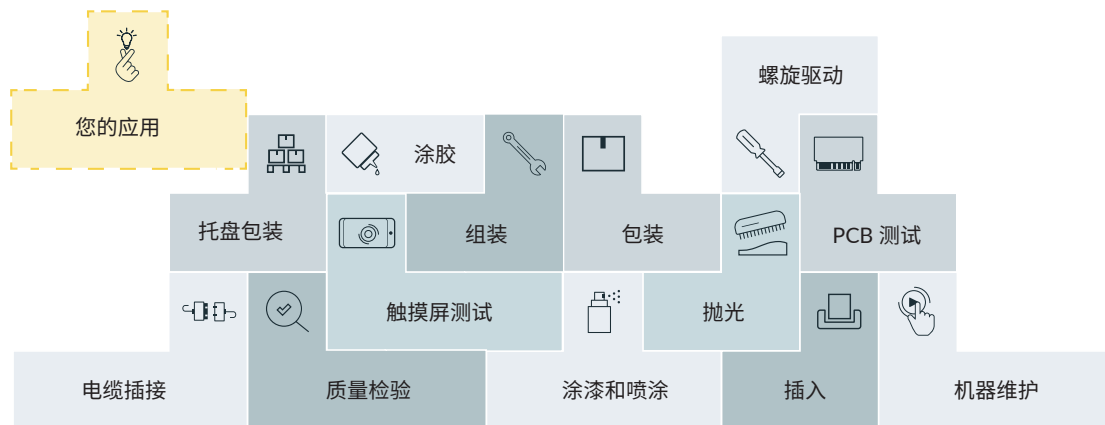 螺旋驱动
您的应用
涂胶
托盘包装
组装
包装
PCB 测试
触摸屏测试
抛光
电缆插接
质量检验
涂漆和喷涂
插入
机器维护